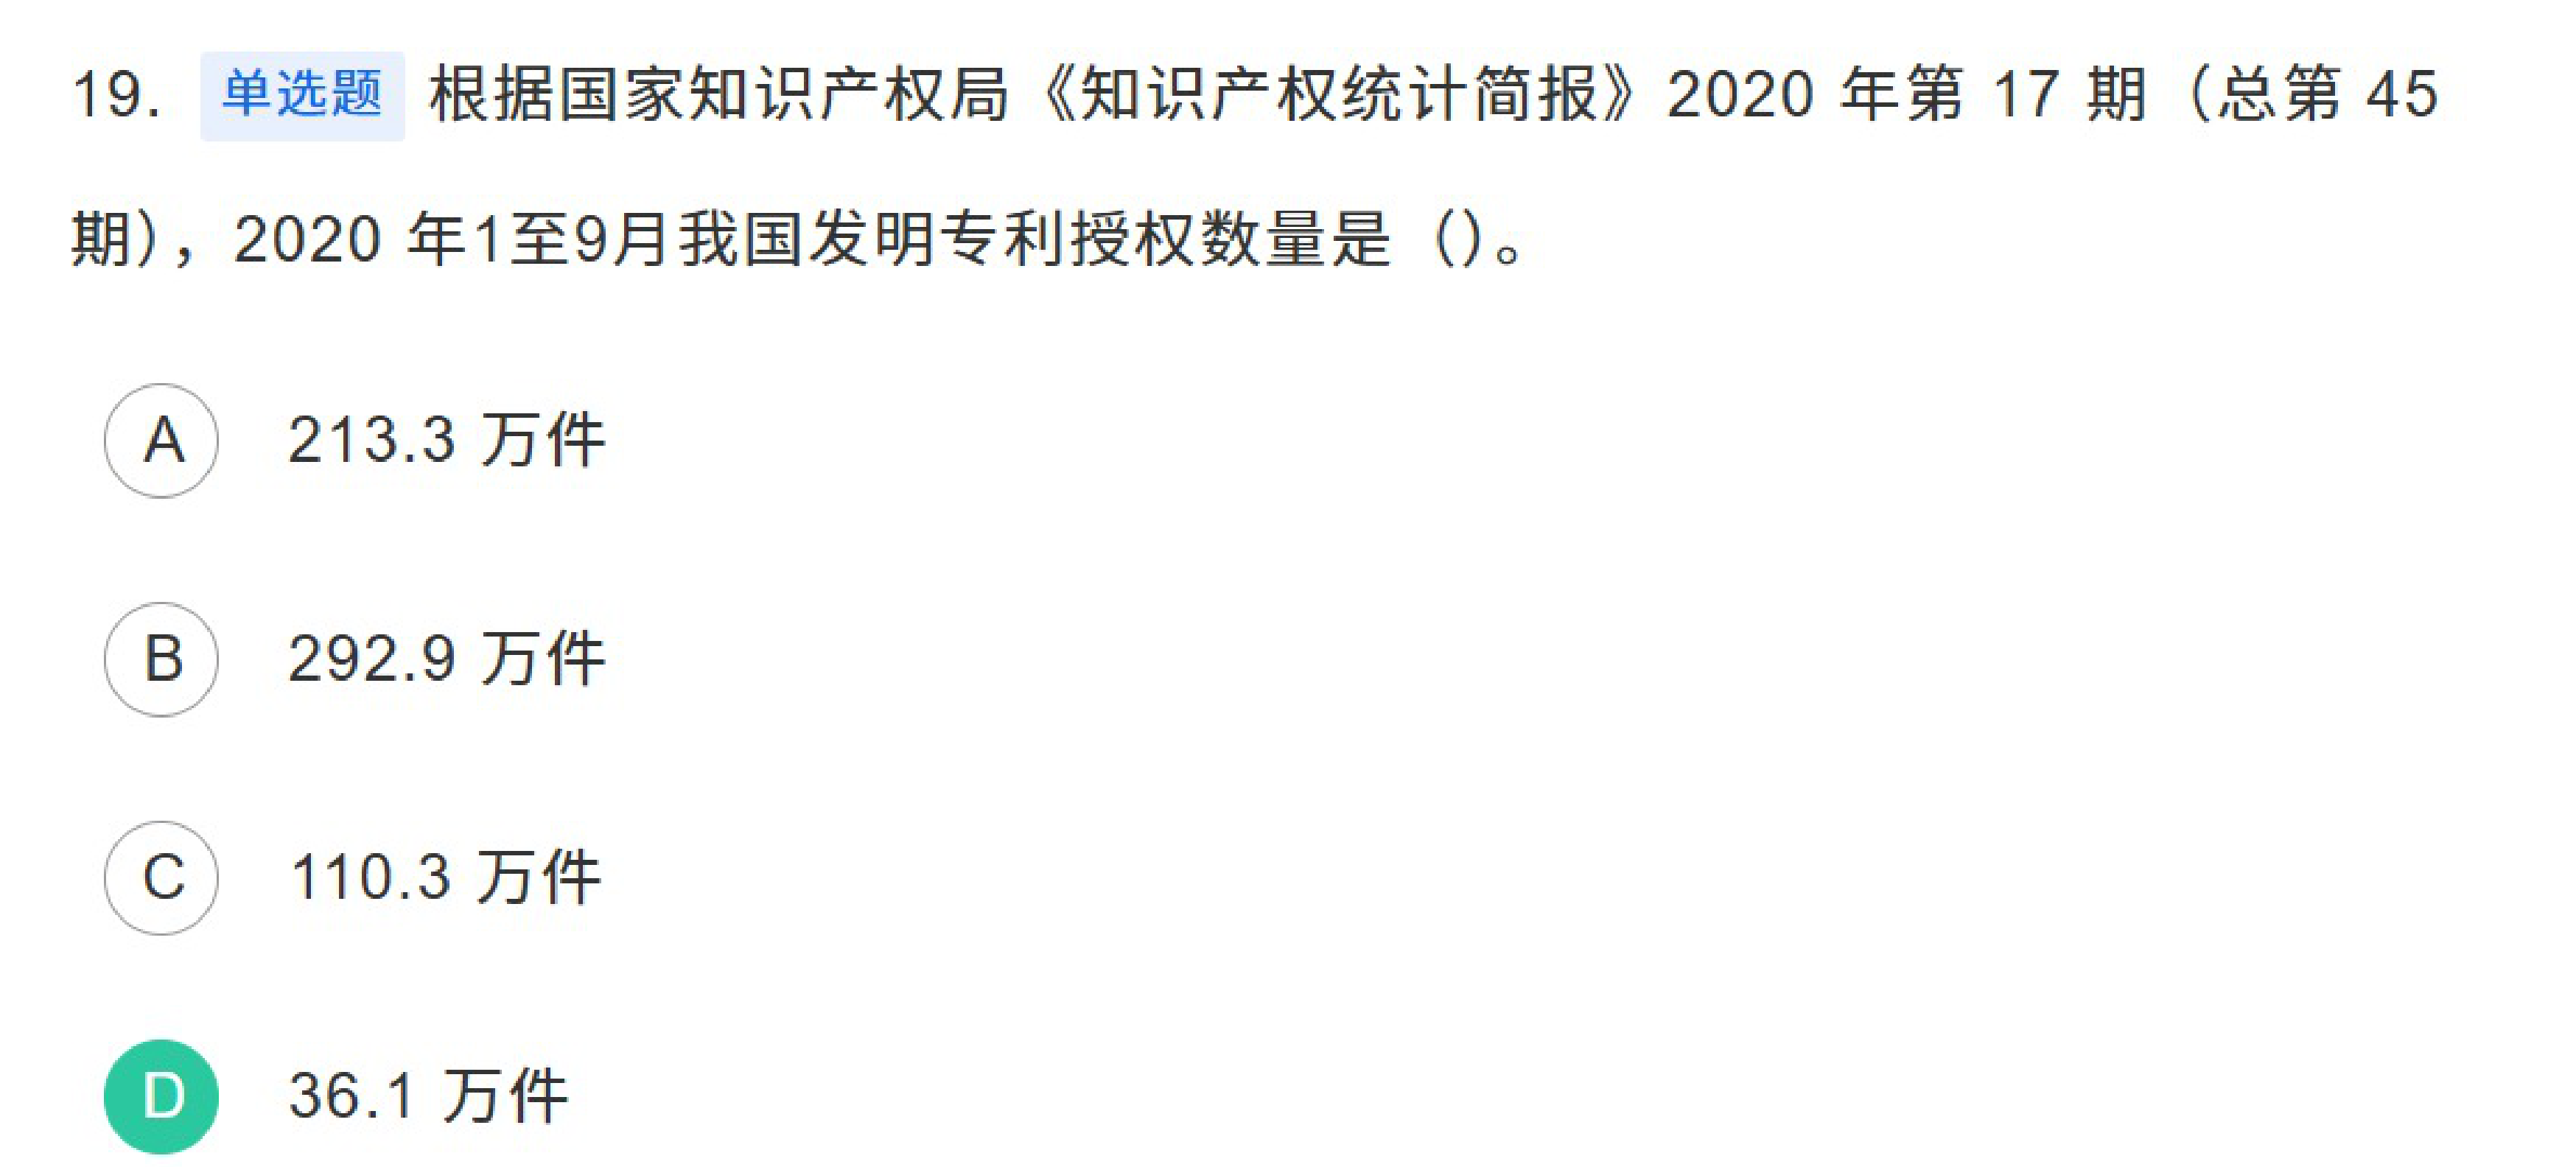 19. 单选题 根据国家知识产权局《知识产权统计简报》2020 年第 17 期（总第 45
期），2020 年1至9月我国发明专利授权数量是（）。
A 213.3 万件
B 292.9 万件
C 110.3 万件
D 36.1 万件